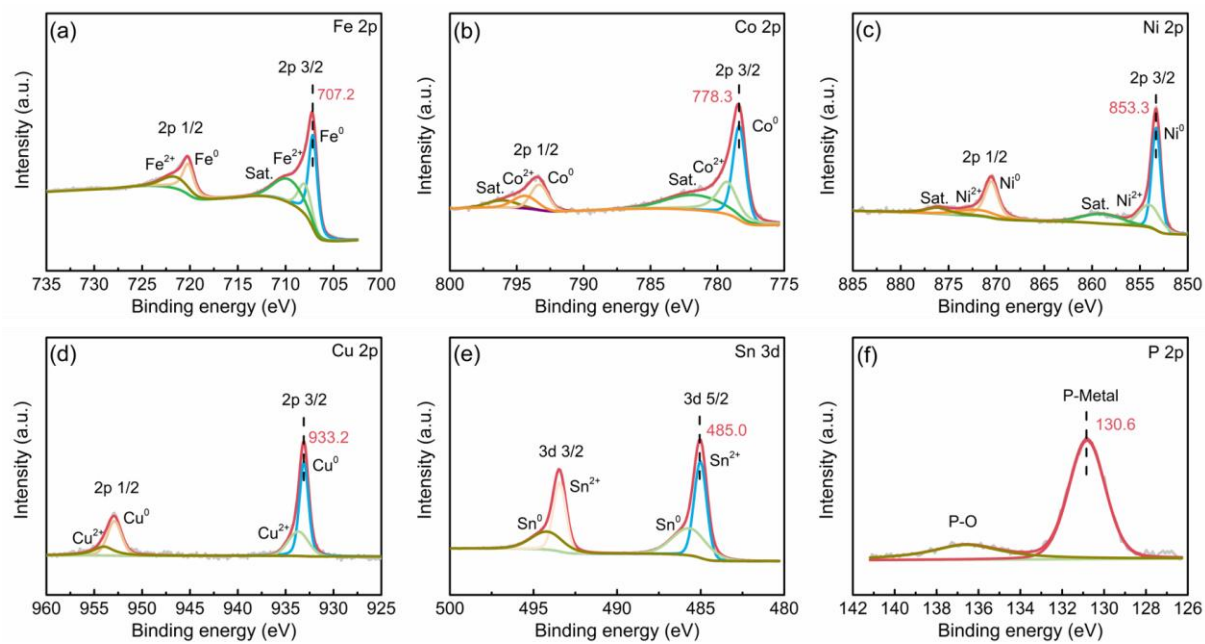 (a)
Fe 2p
2p 3/2
707.2
2p 1/2
Fe²⁺
Fe⁰
Sat.
Fe²⁺
Fe⁰
Intensity (a.u.)
735 730 725 720 715 710 705 700
Binding energy (eV)
(b)
Co 2p
2p 3/2
778.3
Co⁰
2p 1/2
Sat.
Co²⁺
Co⁰
Sat.
Co²⁺
Intensity (a.u.)
800 795 790 785 780 775
Binding energy (eV)
(c)
Ni 2p
2p 3/2
853.3
Ni⁰
2p 1/2
Sat.
Ni²⁺
Ni⁰
Sat.
Ni²⁺
Intensity (a.u.)
885 880 875 870 865 860 855 850
Binding energy (eV)
(d)
Cu 2p
2p 3/2
933.2
Cu⁰
2p 1/2
Cu²⁺
Cu⁰
Cu²⁺
Intensity (a.u.)
960 955 950 945 940 935 930 925
Binding energy (eV)
(e)
Sn 3d
3d 5/2
485.0
Sn²⁺
3d 3/2
Sn²⁺
Sn⁰
Sn⁰
Intensity (a.u.)
500 495 490 485 480
Binding energy (eV)
(f)
P 2p
P-Metal
130.6
P-O
Intensity (a.u.)
142 140 138 136 134 132 130 128 126
Binding energy (eV)